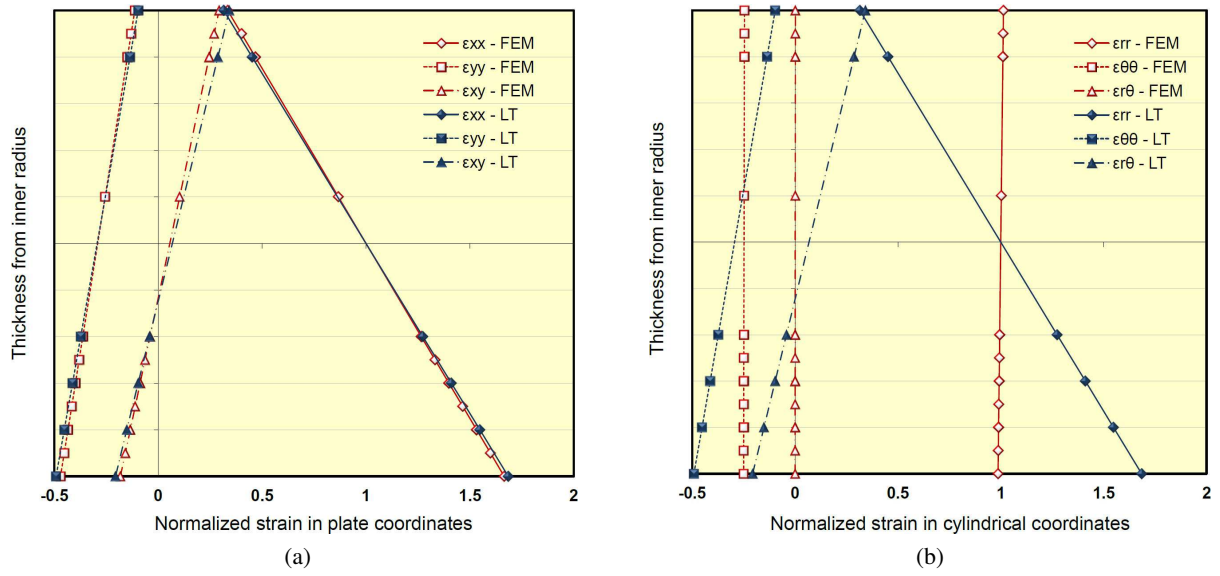 εxx - FEM
εyy - FEM
εxy - FEM
εxx - LT
εyy - LT
εxy - LT
Thickness from inner radius
-0.5 0 0.5 1 1.5 2
Normalized strain in plate coordinates
(a)
εrr - FEM
εθθ - FEM
εrθ - FEM
εrr - LT
εθθ - LT
εrθ - LT
Thickness from inner radius
-0.5 0 0.5 1 1.5 2
Normalized strain in cylindrical coordinates
(b)